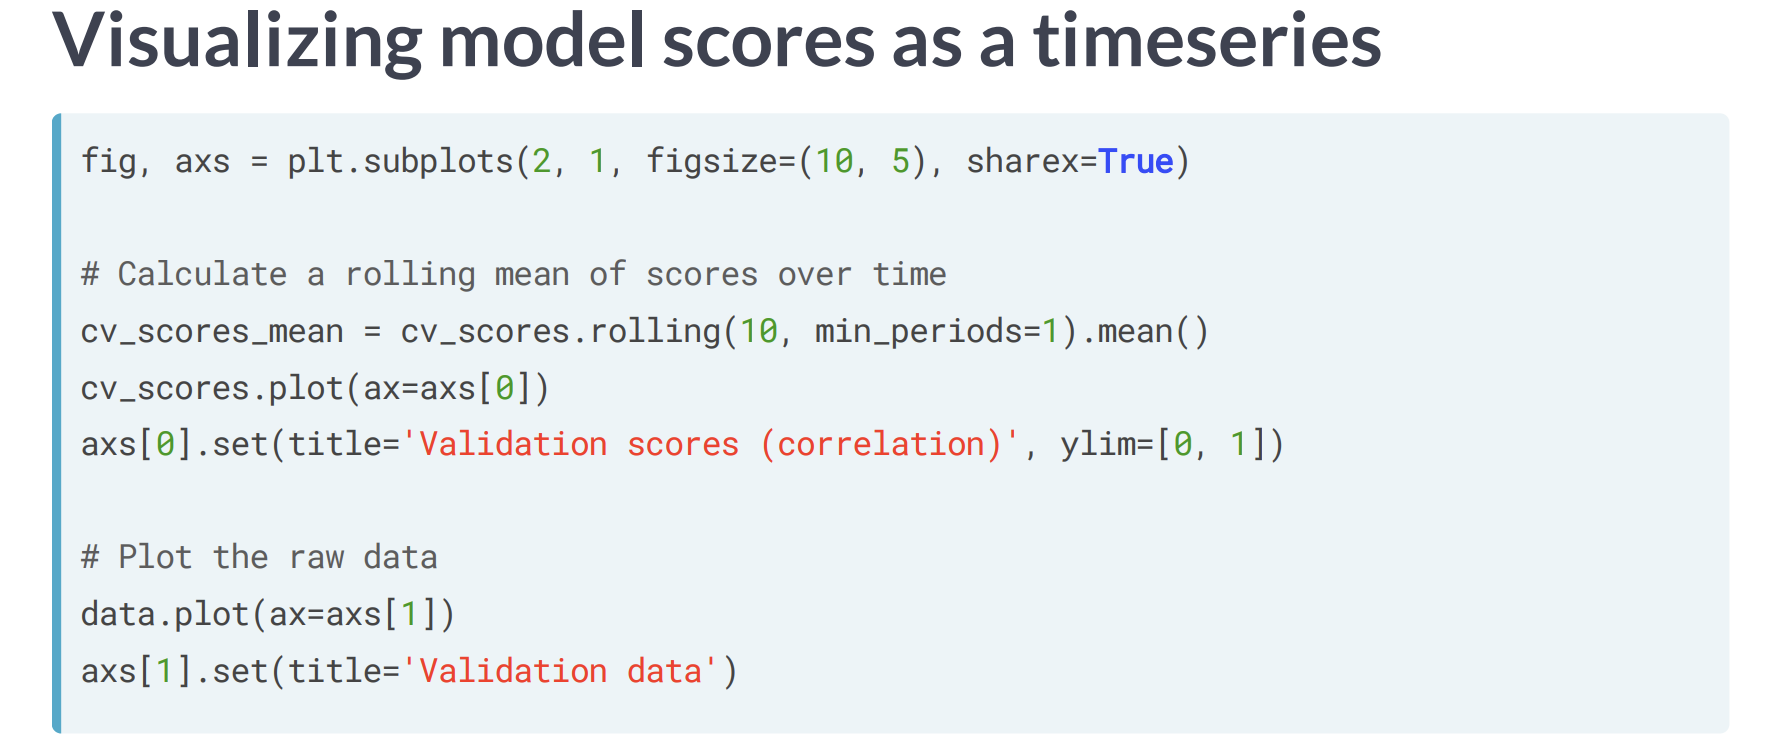 Visualizing model scores as a timeseries
fig, axs = plt.subplots(2, 1, figsize=(10, 5), sharex=True)
# Calculate a rolling mean of scores over time
cv_scores_mean = cv_scores.rolling(10, min_periods=1).mean()
cv_scores.plot(ax=axs[0])
axs[0].set(title='Validation scores (correlation)', ylim=[0, 1])
# Plot the raw data
data.plot(ax=axs[1])
axs[1].set(title='Validation data')